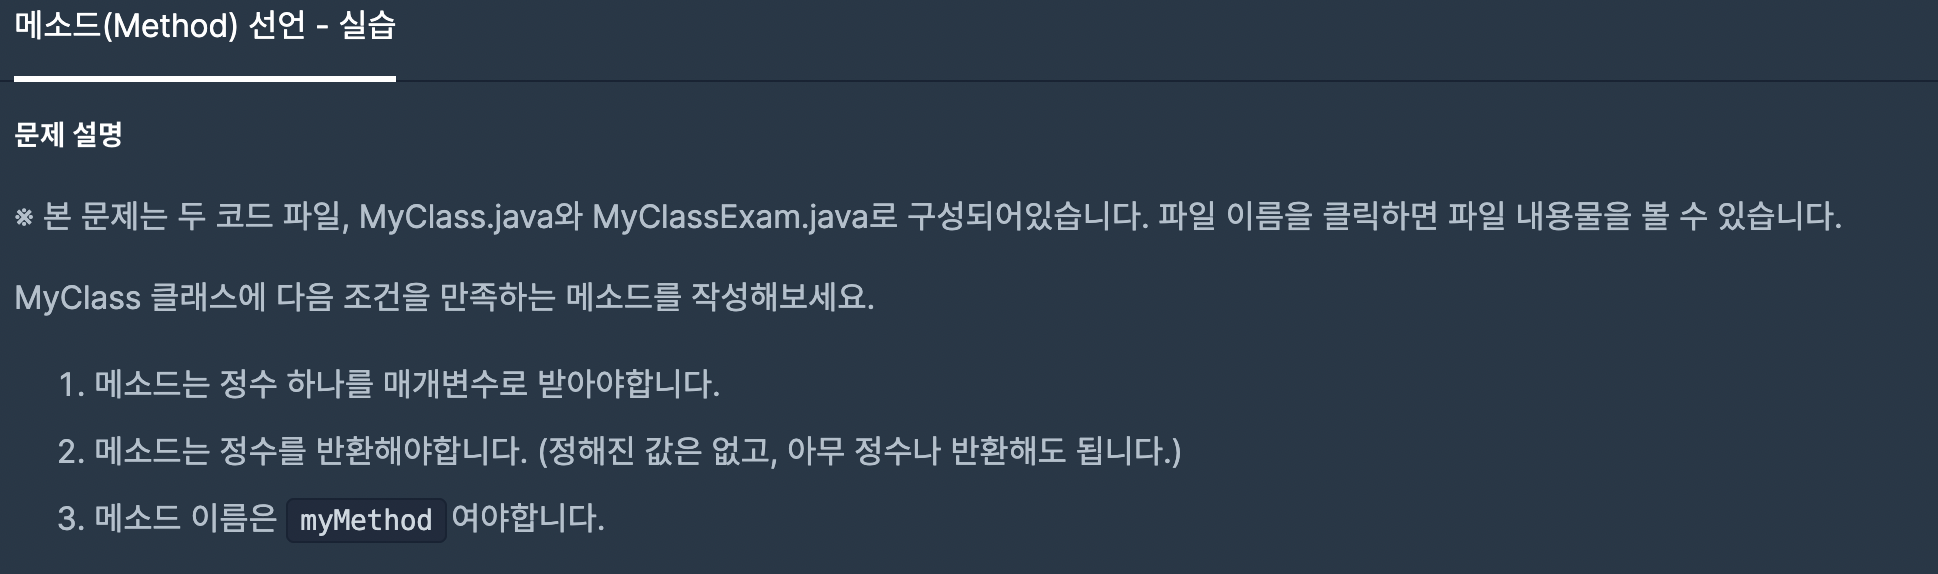 메소드(Method) 선언 - 실습
문제 설명
※ 본 문제는 두 코드 파일, MyClass.java와 MyClassExam.java로 구성되어있습니다. 파일 이름을 클릭하면 파일 내용물을 볼 수 있습니다.
MyClass 클래스에 다음 조건을 만족하는 메소드를 작성해보세요.
1. 메소드는 정수 하나를 매개변수로 받아야합니다.
2. 메소드는 정수를 반환해야합니다. (정해진 값은 없고, 아무 정수나 반환해도 됩니다.)
3. 메소드 이름은 myMethod 여야합니다.